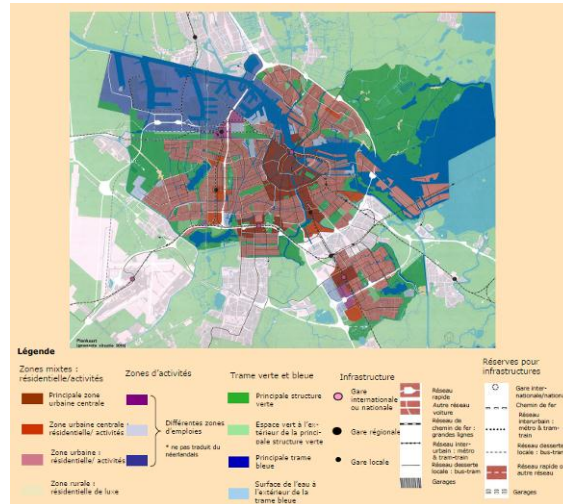 Plankaart
Légende
Zones mixtes :
résidentielle/activités
Principale zone
urbaine centrale
Zone urbaine centrale :
résidentielle/ activités
Zone urbaine :
résidentielle/ activités
Zone rurale :
résidentielle de luxe
Zones d'activités
Différentes zones
d'emploies
* ne pas traduit du
néerlandais
Trame verte et bleue
Principale structure
verte
Espace vert à l'ex-
térieur de la princi-
pale structure verte
Principale trame
bleue
Surface de l'eau à
l'extérieur de la
trame bleue
Infrastructure
Gare
internationale
ou nationale
Gare régionale
Gare locale
Réseau
rapide
Autre réseau
voiture
Réseau de
chemin de fer :
grandes lignes
Réseau inter-
urbain : métro
& tram-train
Réseau desserte
locale : bus-tram
Garages
Réserves pour
infrastructures
Gare inter-
nationale/nationale
Chemin de fer
Réseau
interurbain :
métro & tram-
train
Réseau desserte
locale : bus-tram
Réseau rapide ou
autre réseau
Garages